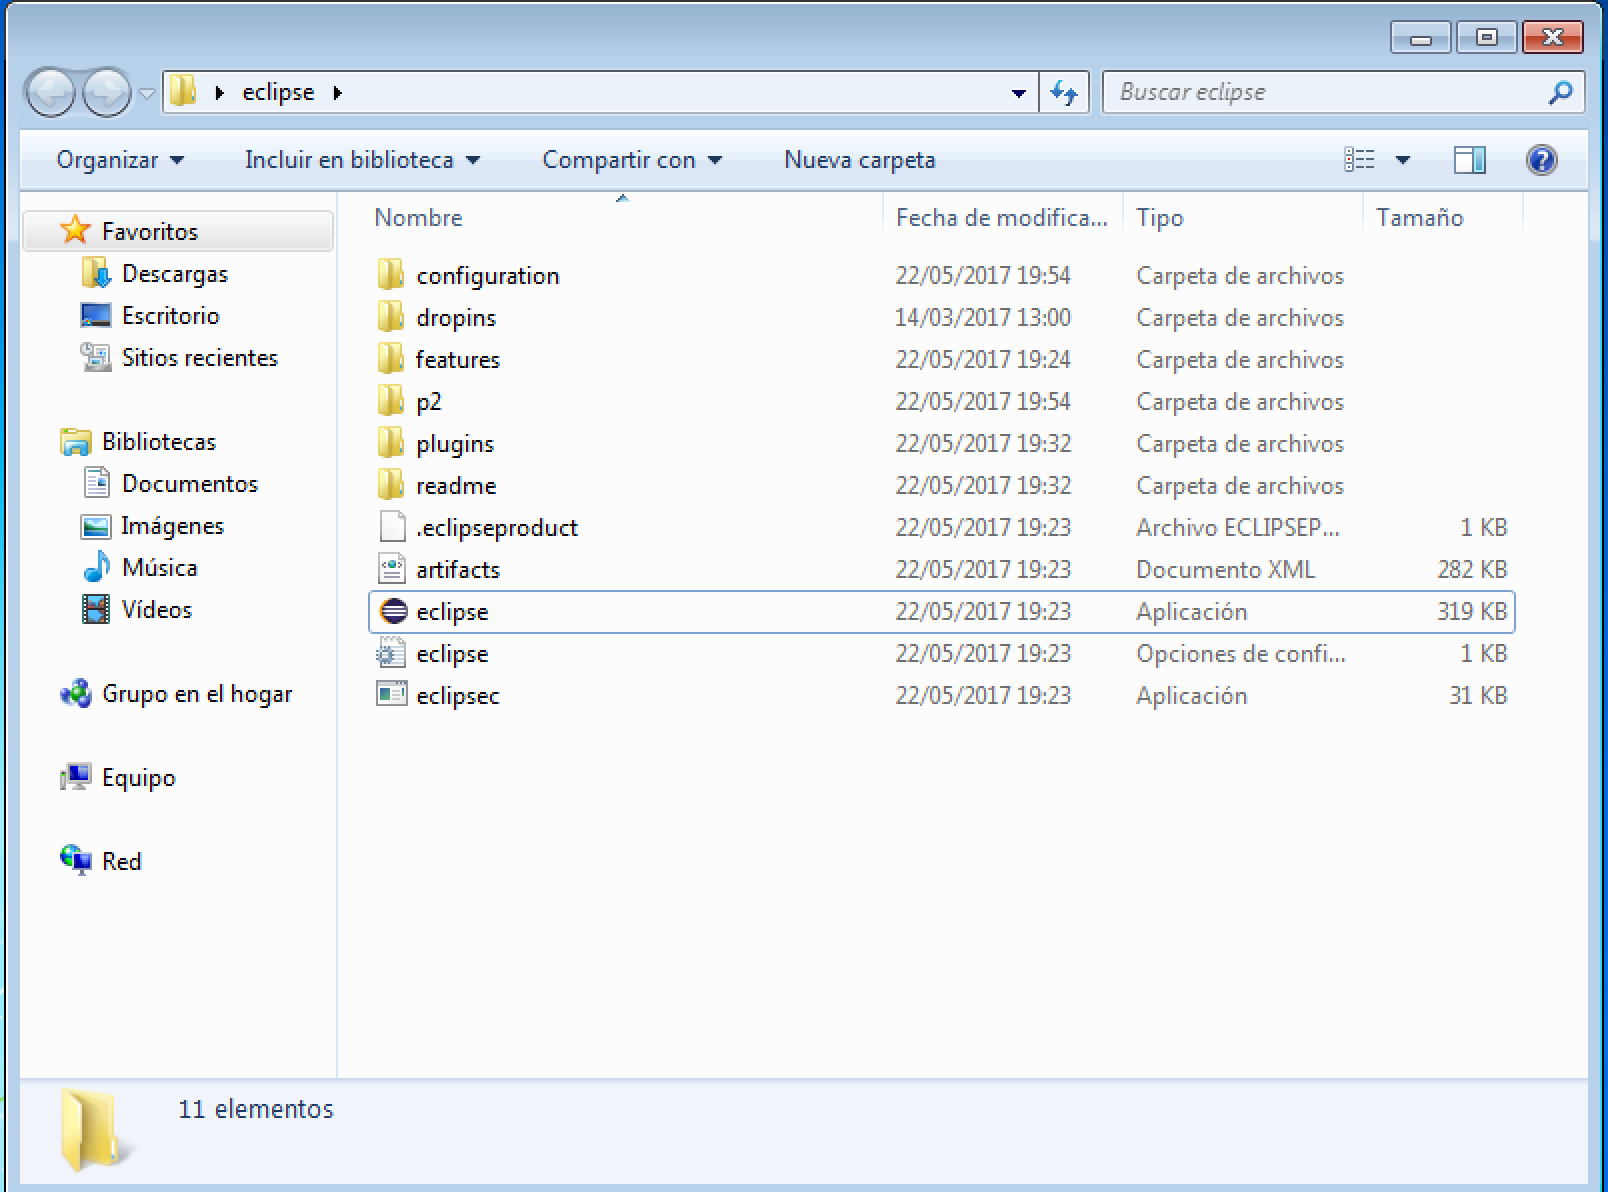 eclipse
Buscar eclipse
Organizar Incluir en biblioteca Compartir con Nueva carpeta
Nombre Fecha de modifica... Tipo Tamaño
Favoritos
Descargas
Escritorio
Sitios recientes
Bibliotecas
Documentos
Imágenes
Música
Vídeos
Grupo en el hogar
Equipo
Red
configuration 22/05/2017 19:54 Carpeta de archivos
dropins 14/03/2017 13:00 Carpeta de archivos
features 22/05/2017 19:24 Carpeta de archivos
p2 22/05/2017 19:54 Carpeta de archivos
plugins 22/05/2017 19:32 Carpeta de archivos
readme 22/05/2017 19:32 Carpeta de archivos
.eclipseproduct 22/05/2017 19:23 Archivo ECLIPSEP... 1 KB
artifacts 22/05/2017 19:23 Documento XML 282 KB
eclipse 22/05/2017 19:23 Aplicación 319 KB
eclipse 22/05/2017 19:23 Opciones de confi... 1 KB
eclipsec 22/05/2017 19:23 Aplicación 31 KB
11 elementos